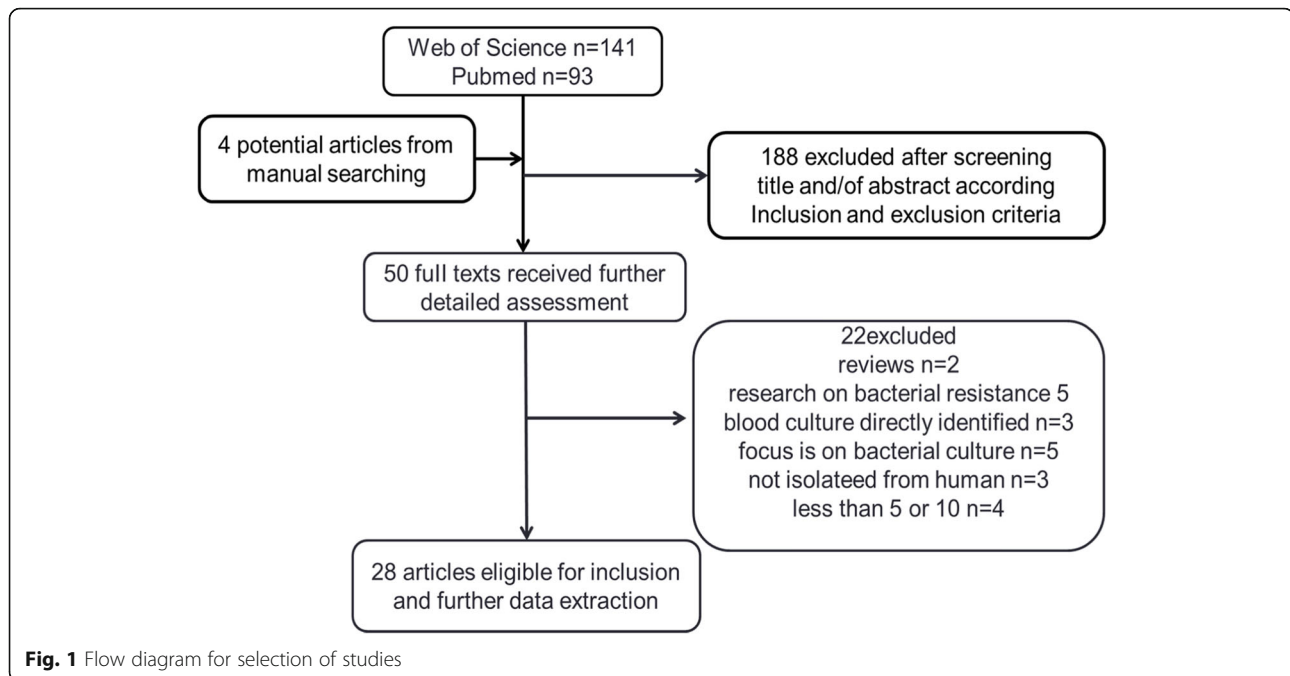 Web of Science n=141
Pubmed n=93
4 potential articles from
manual searching
188 excluded after screening
title and/of abstract according
Inclusion and exclusion criteria
50 full texts received further
detailed assessment
22excluded
reviews n=2
research on bacterial resistance 5
blood culture directly identified n=3
focus is on bacterial culture n=5
not isolateed from human n=3
less than 5 or 10 n=4
28 articles eligible for inclusion
and further data extraction
Fig. 1 Flow diagram for selection of studies